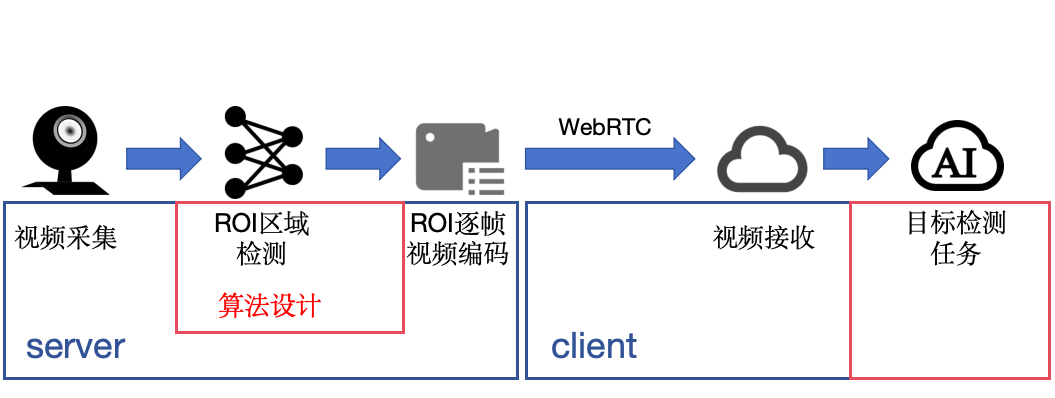 WebRTC
AI
视频采集
ROI区域
检测
算法设计
ROI逐帧
视频编码
视频接收
目标检测
任务
server
client